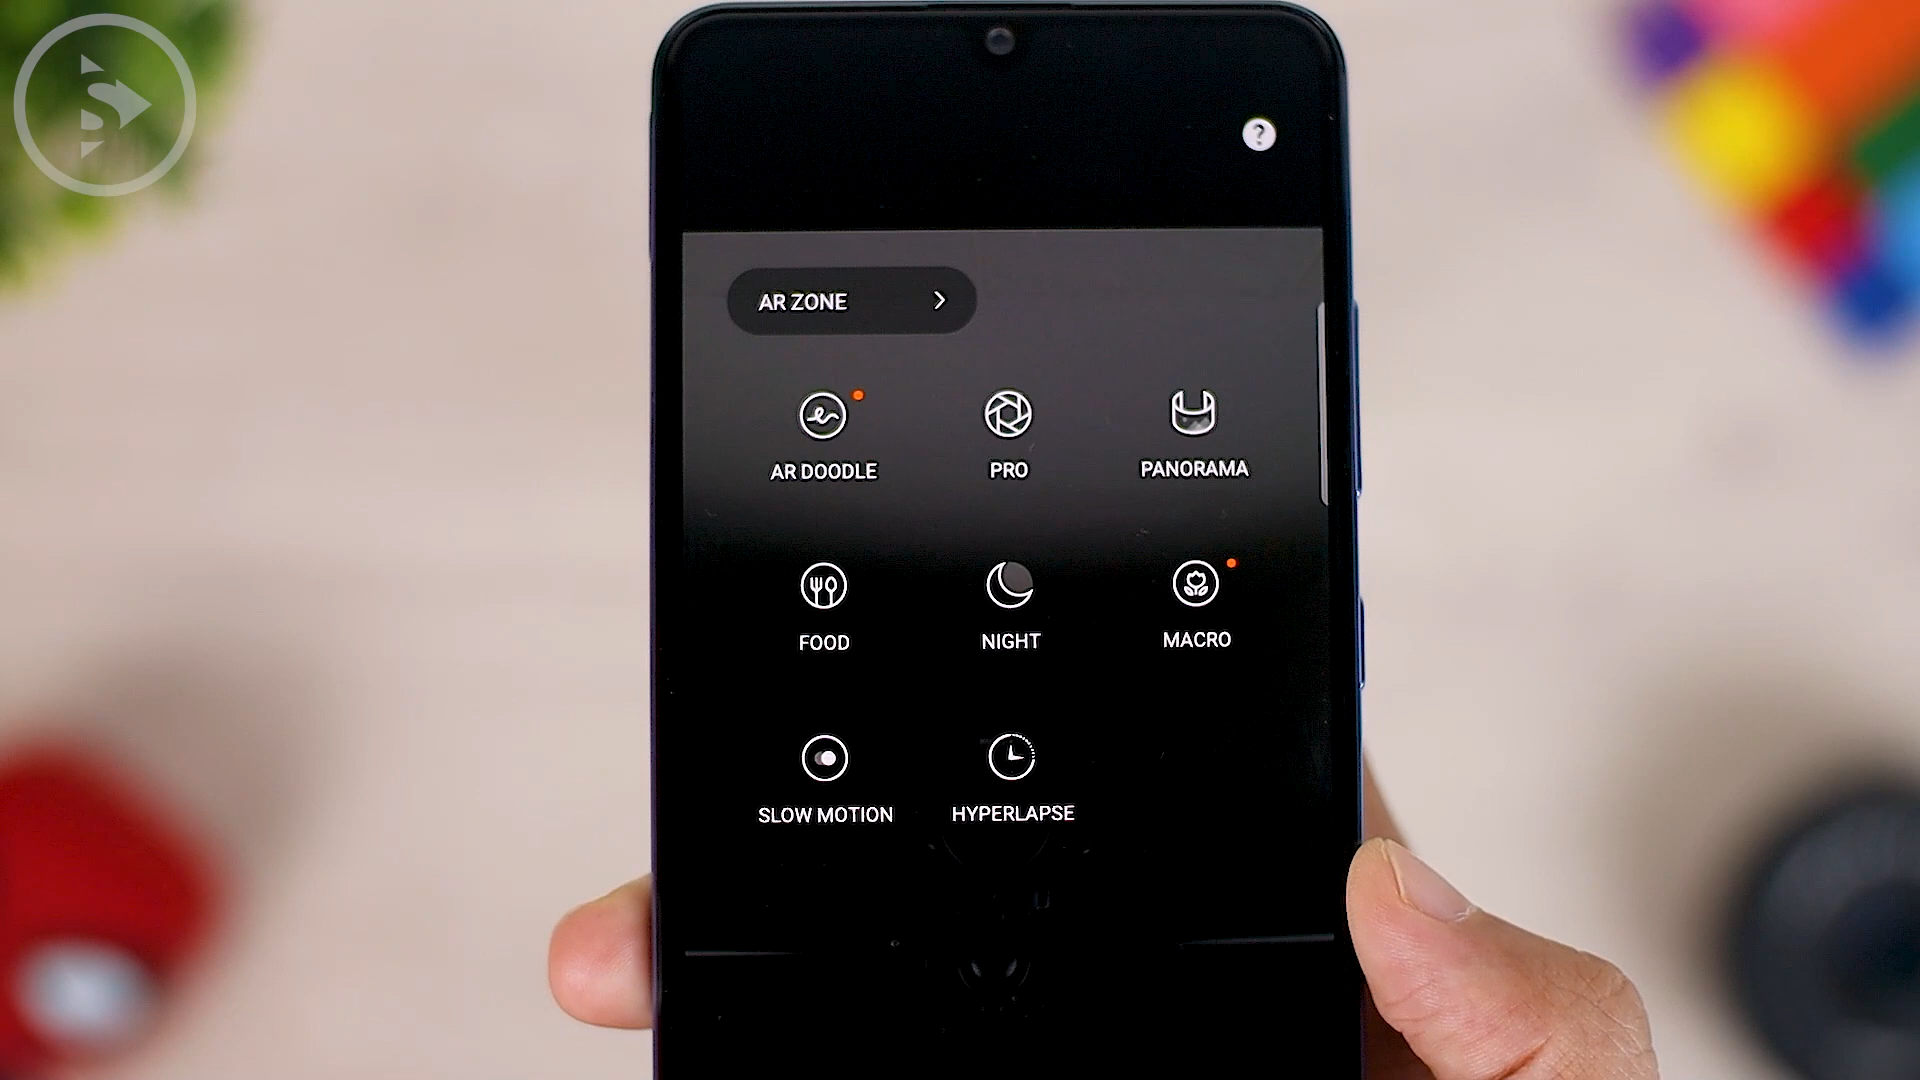 S
?
AR ZONE
AR DOODLE
PRO
PANORAMA
FOOD
NIGHT
MACRO
SLOW MOTION
HYPERLAPSE